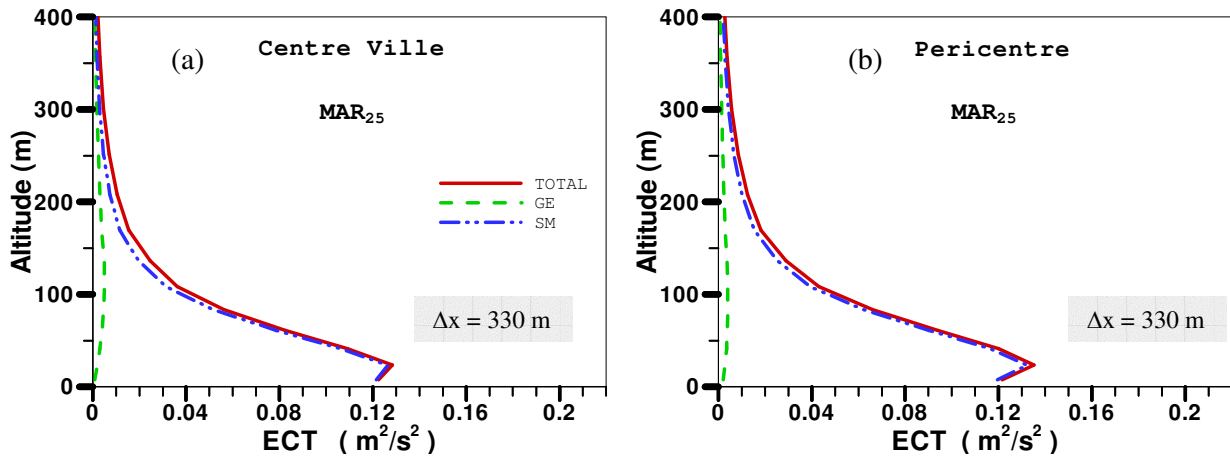 (a)
Centre Ville
MAR25
TOTAL
GE
SM
Δx = 330 m
Altitude (m)
400
300
200
100
0
0 0.04 0.08 0.12 0.16 0.2
ECT ( m²/s² )
(b)
Pericentre
MAR25
Δx = 330 m
Altitude (m)
400
300
200
100
0
0 0.04 0.08 0.12 0.16 0.2
ECT ( m²/s² )